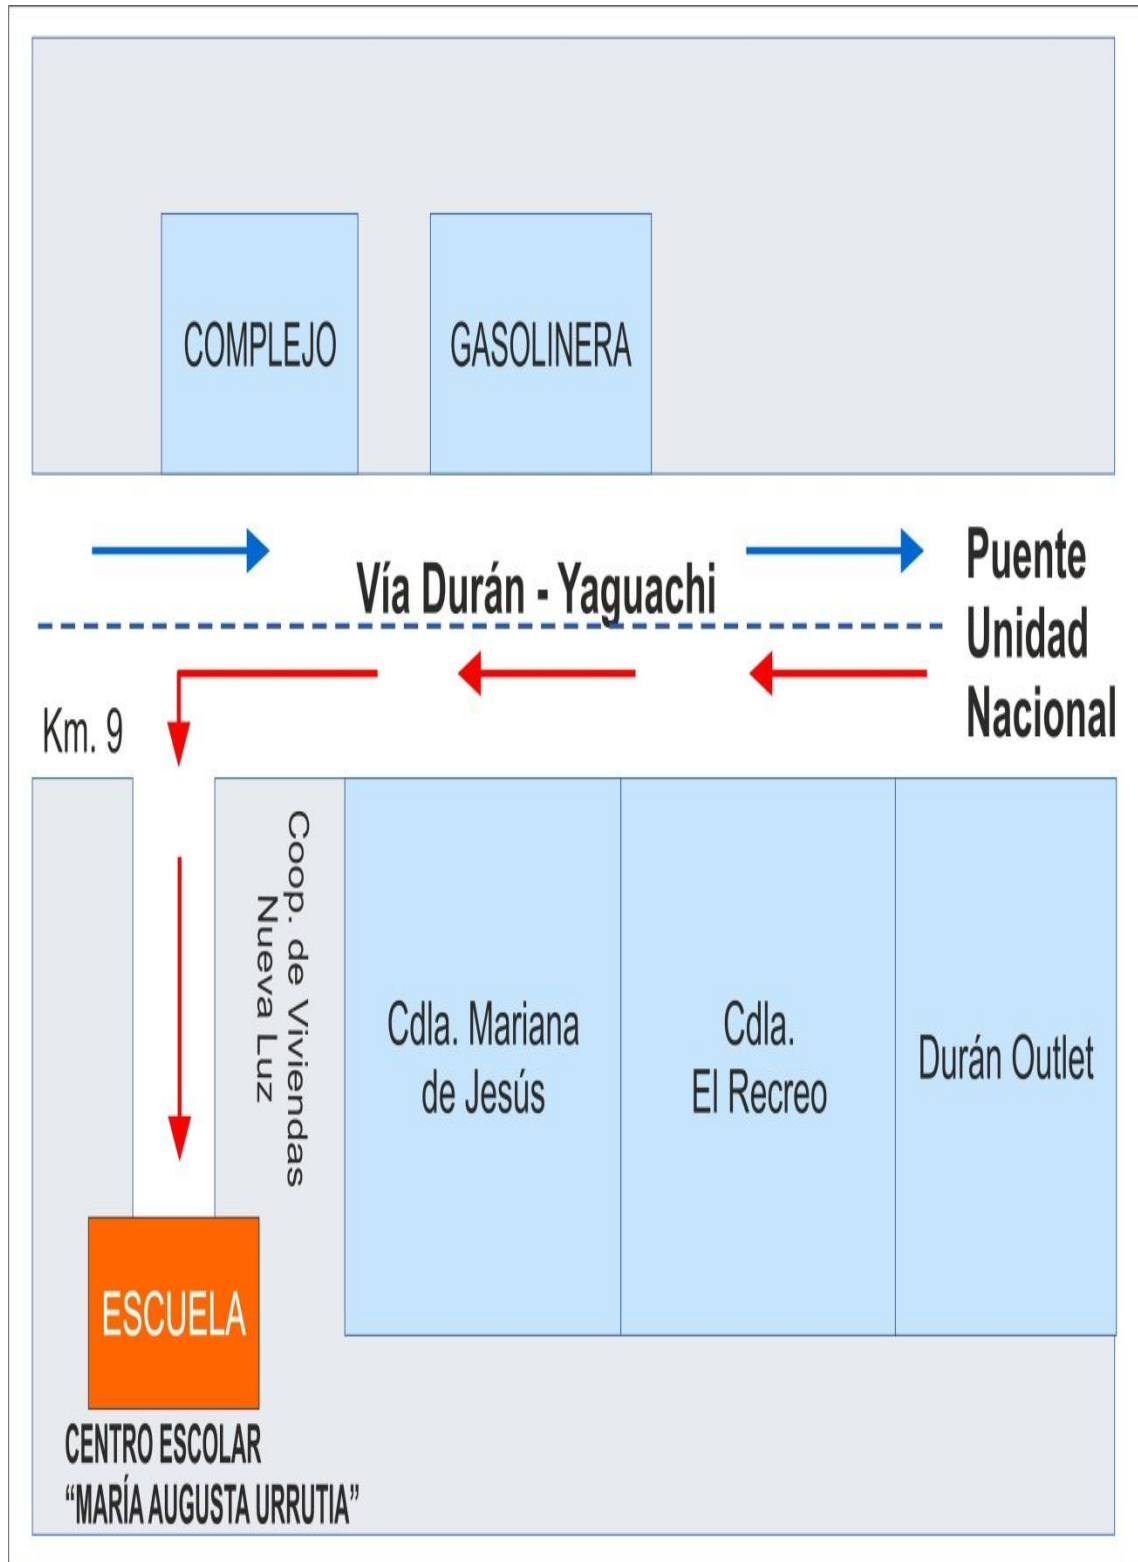 COMPLEJO
GASOLINERA
Vía Durán - Yaguachi
Puente
Unidad
Nacional
Km. 9
Coop. de Viviendas
Nueva Luz
Cdla. Mariana
de Jesús
Cdla.
El Recreo
Durán Outlet
ESCUELA
CENTRO ESCOLAR
“MARÍA AUGUSTA URRUTIA”